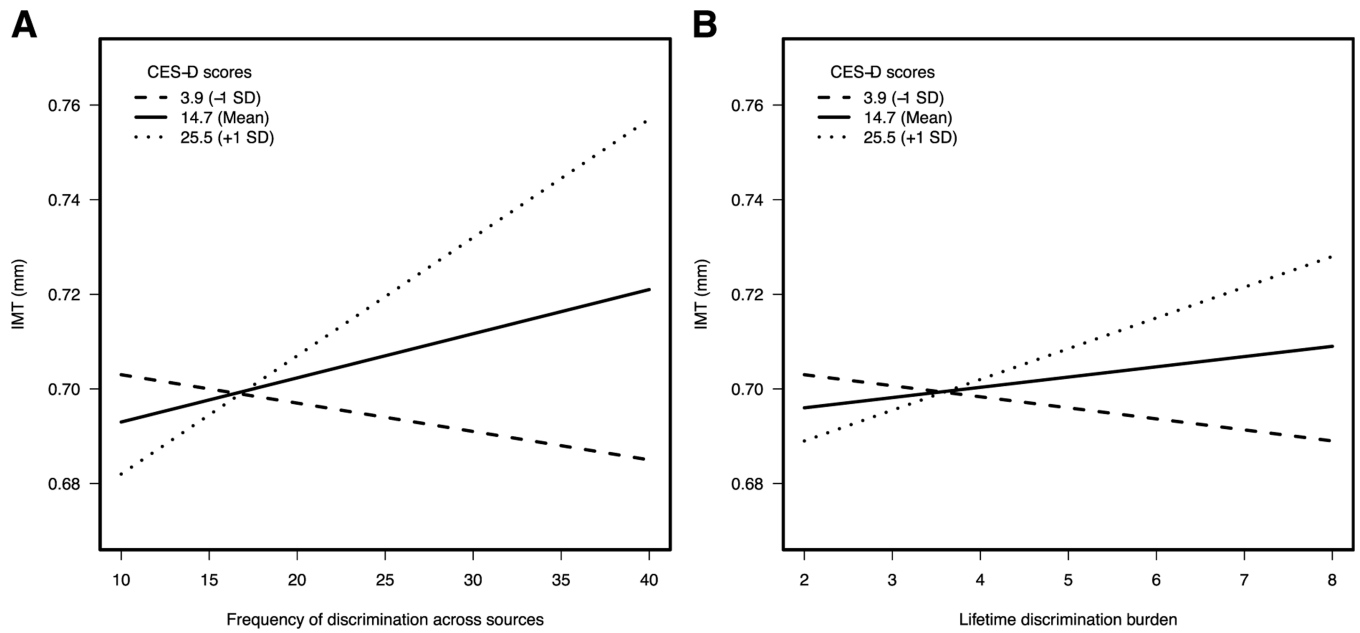 A
CES–D scores
3.9 (–1 SD)
14.7 (Mean)
25.5 (+1 SD)
0.76
0.74
0.72
0.70
0.68
IMT (mm)
10 15 20 25 30 35 40
Frequency of discrimination across sources
B
CES–D scores
3.9 (–1 SD)
14.7 (Mean)
25.5 (+1 SD)
0.76
0.74
0.72
0.70
0.68
IMT (mm)
2 3 4 5 6 7 8
Lifetime discrimination burden